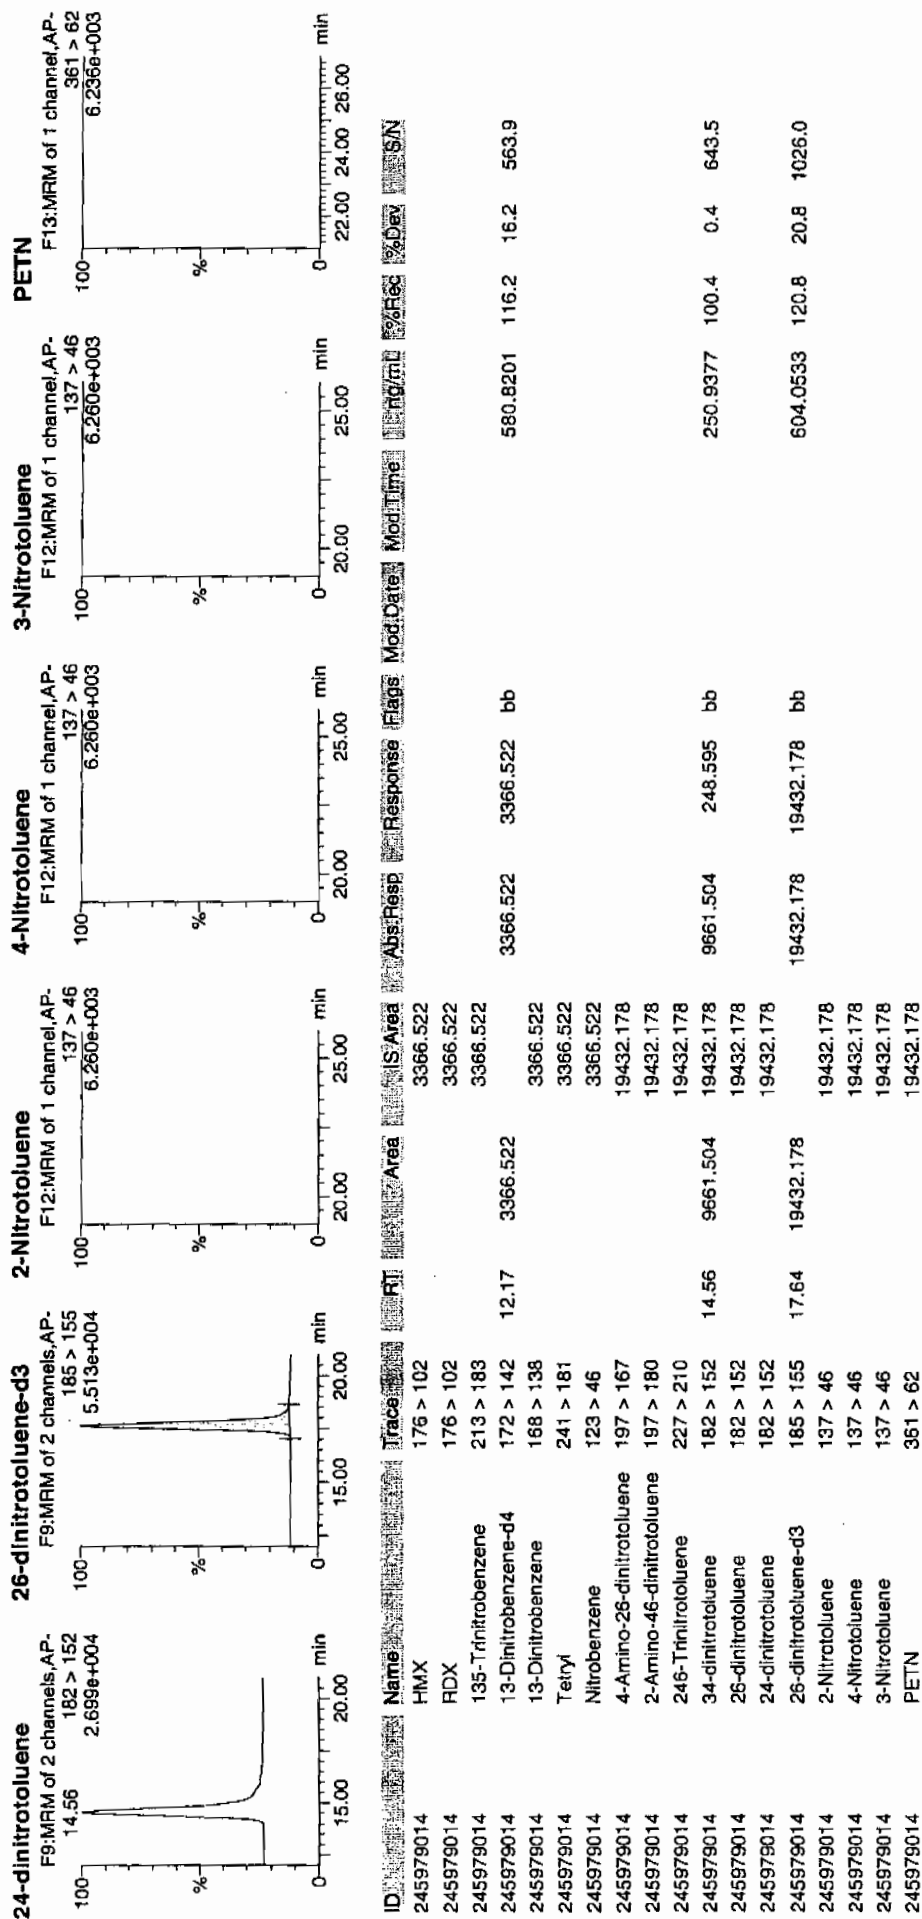 24-dinitrotoluene
F9:MRM of 2 channels,AP-
14.56 182 > 152
2.699e+004
100
%
0
15.00 20.00 min
26-dinitrotoluene-d3
F9:MRM of 2 channels,AP-
185 > 155
5.513e+004
100
%
0
15.00 20.00 min
2-Nitrotoluene
F12:MRM of 1 channel,AP-
137 > 46
6.260e+003
100
%
0
20.00 25.00 min
4-Nitrotoluene
F12:MRM of 1 channel,AP-
137 > 46
6.260e+003
100
%
0
20.00 25.00 min
3-Nitrotoluene
F12:MRM of 1 channel,AP-
137 > 46
6.260e+003
100
%
0
20.00 25.00 min
PETN
F13:MRM of 1 channel,AP-
361 > 62
6.236e+003
100
%
0
22.00 24.00 26.00 min
ID Name Trace RT Area IS Area Abs.Resp Response Flags Mod.Date Mod.Time ng/mL %Rec %Dev S/N
245979014 HMX 176 > 102 3366.522
245979014 RDX 176 > 102 3366.522
245979014 135-Trinitrobenzene 213 > 183 3366.522
245979014 13-Dinitrobenzene-d4 172 > 142 12.17 3366.522 3366.522 3366.522 bb 580.8201 116.2 16.2 563.9
245979014 13-Dinitrobenzene 168 > 138 3366.522
245979014 Tetryl 241 > 181 3366.522
245979014 Nitrobenzene 123 > 46 3366.522
245979014 4-Amino-26-dinitrotoluene 197 > 167 19432.178
245979014 2-Amino-46-dinitrotoluene 197 > 180 19432.178
245979014 246-Trinitrotoluene 227 > 210 19432.178
245979014 34-dinitrotoluene 182 > 152 14.56 9661.504 19432.178 9661.504 248.595 bb 250.9377 100.4 0.4 643.5
245979014 26-dinitrotoluene 182 > 152 19432.178
245979014 24-dinitrotoluene 182 > 152 19432.178
245979014 26-dinitrotoluene-d3 185 > 155 17.64 19432.178 19432.178 19432.178 bb 604.0533 120.8 20.8 1026.0
245979014 2-Nitrotoluene 137 > 46 19432.178
245979014 4-Nitrotoluene 137 > 46 19432.178
245979014 3-Nitrotoluene 137 > 46 19432.178
245979014 PETN 361 > 62 19432.178